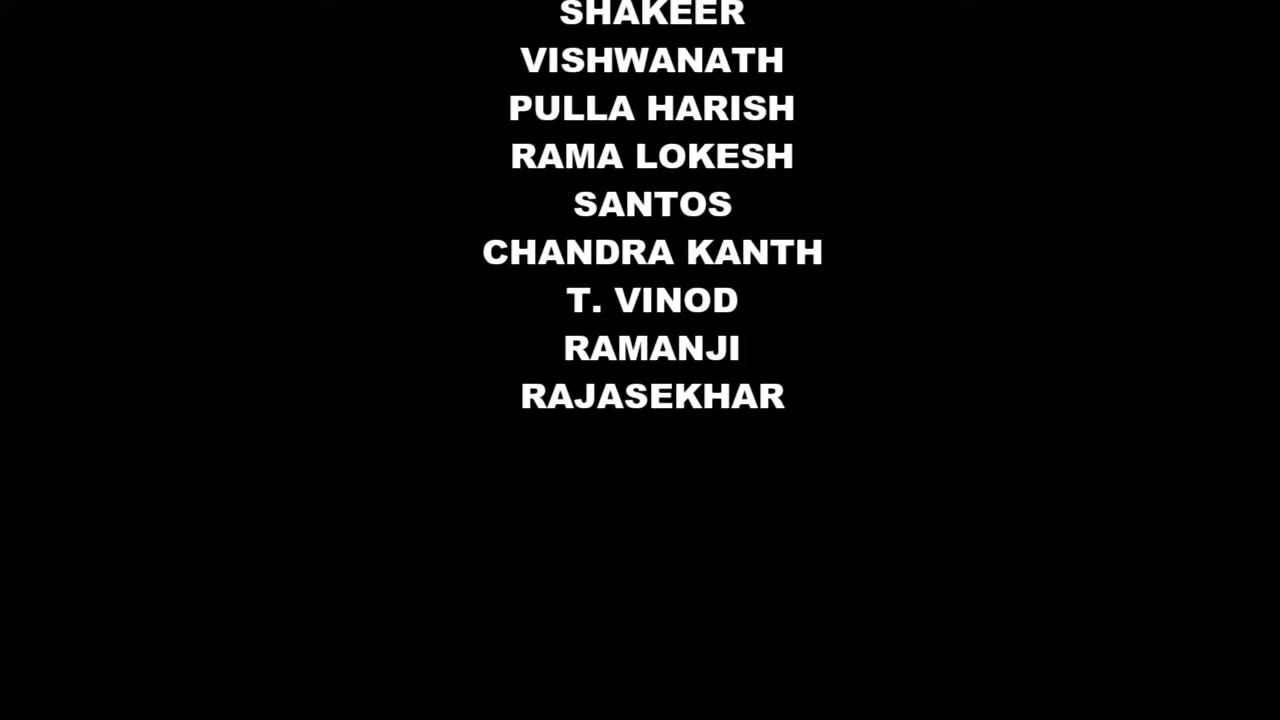 SHAKEER
VISHWANATH
PULLA HARISH
RAMA LOKESH
SANTOS
CHANDRA KANTH
T. VINOD
RAMANJI
RAJASEKHAR